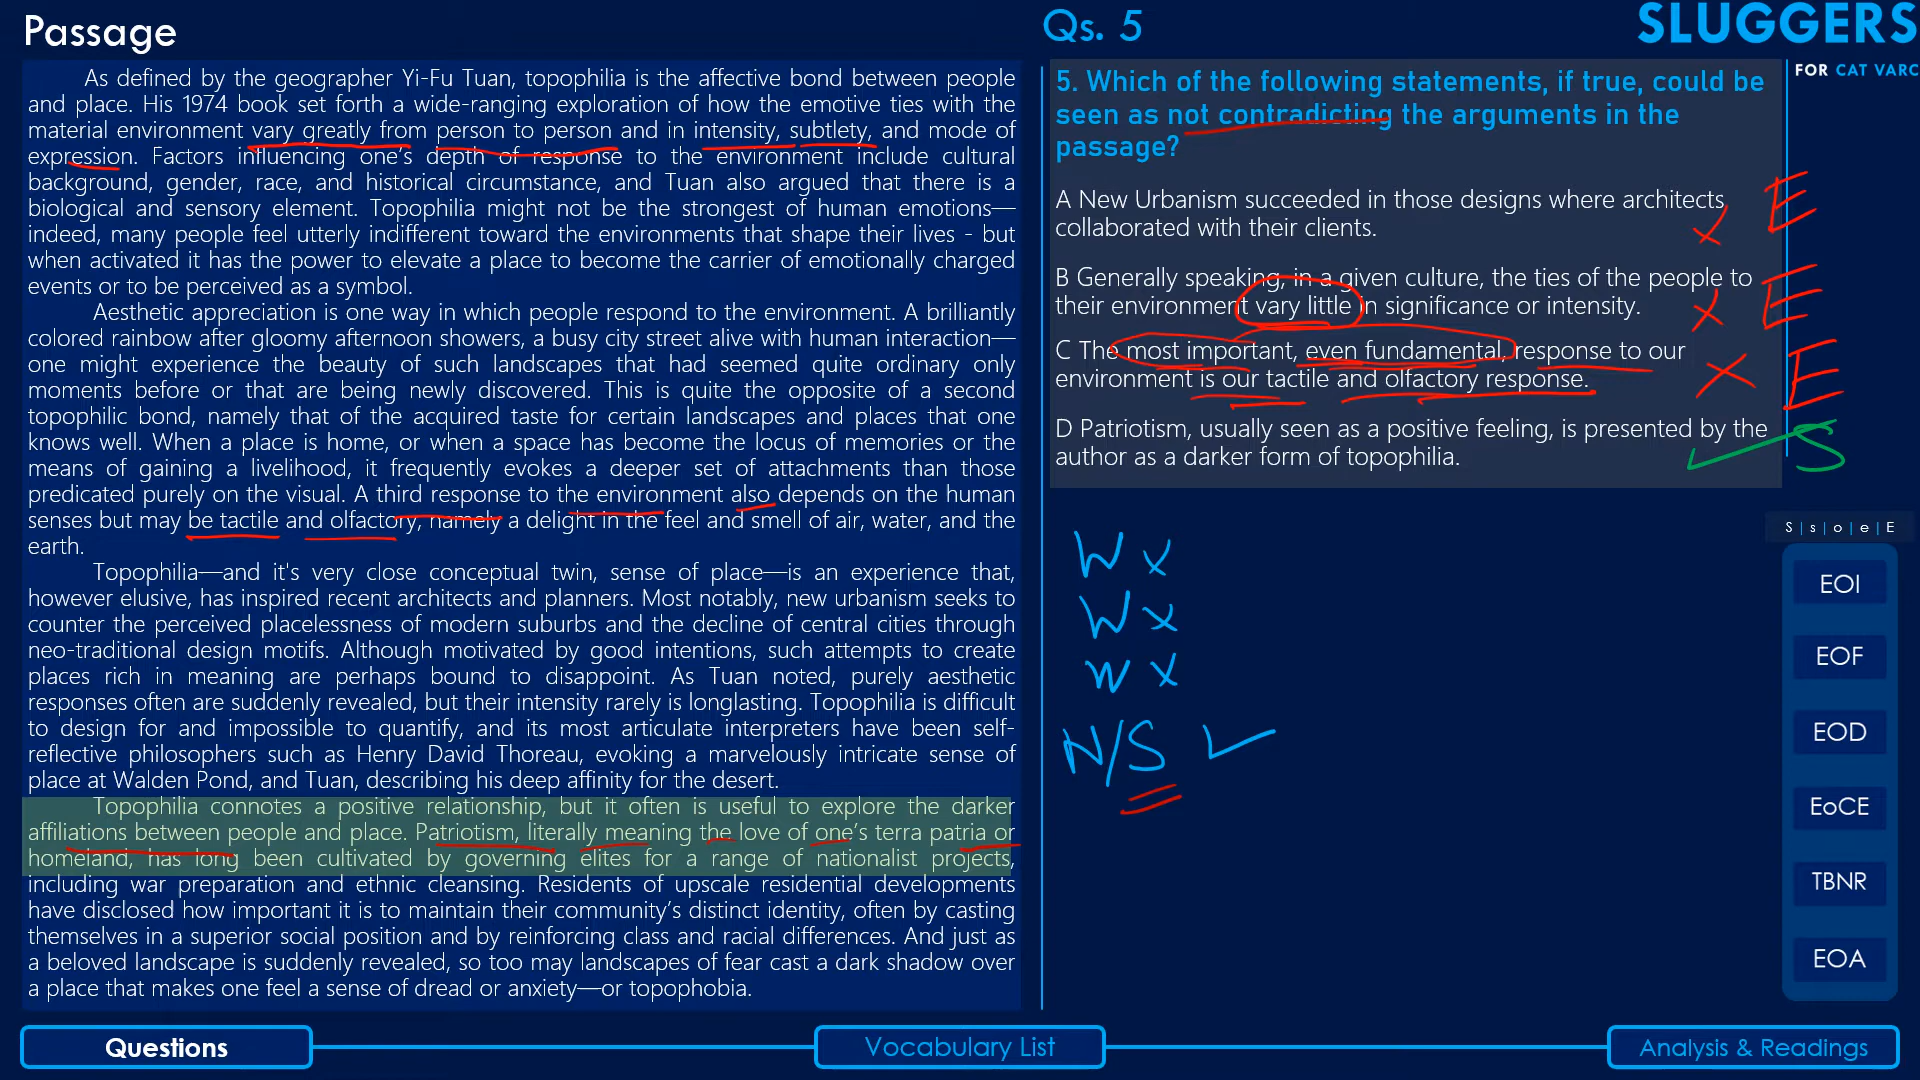 Passage
As defined by the geographer Yi-Fu Tuan, topophilia is the affective bond between people
and place. His 1974 book set forth a wide-ranging exploration of how the emotive ties with the
material environment vary greatly from person to person and in intensity, subtlety, and mode of
expression. Factors influencing one's depth of response to the environment include cultural
background, gender, race, and historical circumstance, and Tuan also argued that there is a
biological and sensory element. Topophilia might not be the strongest of human emotions—
indeed, many people feel utterly indifferent toward the environments that shape their lives - but
when activated it has the power to elevate a place to become the carrier of emotionally charged
events or to be perceived as a symbol.
Aesthetic appreciation is one way in which people respond to the environment. A brilliantly
colored rainbow after gloomy afternoon showers, a busy city street alive with human interaction—
one might experience the beauty of such landscapes that had seemed quite ordinary only
moments before or that are being newly discovered. This is quite the opposite of a second
topophilic bond, namely that of the acquired taste for certain landscapes and places that one
knows well. When a place is home, or when a space has become the locus of memories or the
means of gaining a livelihood, it frequently evokes a deeper set of attachments than those
predicated purely on the visual. A third response to the environment also depends on the human
senses but may be tactile and olfactory, namely a delight in the feel and smell of air, water, and the
earth.
Topophilia—and it's very close conceptual twin, sense of place—is an experience that,
however elusive, has inspired recent architects and planners. Most notably, new urbanism seeks to
counter the perceived placelessness of modern suburbs and the decline of central cities through
neo-traditional design motifs. Although motivated by good intentions, such attempts to create
places rich in meaning are perhaps bound to disappoint. As Tuan noted, purely aesthetic
responses often are suddenly revealed, but their intensity rarely is longlasting. Topophilia is difficult
to design for and impossible to quantify, and its most articulate interpreters have been self-
reflective philosophers such as Henry David Thoreau, evoking a marvelously intricate sense of
place at Walden Pond, and Tuan, describing his deep affinity for the desert.
Topophilia connotes a positive relationship, but it often is useful to explore the darker
affiliations between people and place. Patriotism, literally meaning the love of one's terra patria or
homeland, has long been cultivated by governing elites for a range of nationalist projects,
including war preparation and ethnic cleansing. Residents of upscale residential developments
have disclosed how important it is to maintain their community's distinct identity, often by casting
themselves in a superior social position and by reinforcing class and racial differences. And just as
a beloved landscape is suddenly revealed, so too may landscapes of fear cast a dark shadow over
a place that makes one feel a sense of dread or anxiety—or topophobia.
Qs. 5
SLUGGERS
FOR CAT VARC
5. Which of the following statements, if true, could be
seen as not contradicting the arguments in the
passage?
A New Urbanism succeeded in those designs where architects
collaborated with their clients.
x E
B Generally speaking, in a given culture, the ties of the people to
their environment vary little in significance or intensity.
x E
C The most important, even fundamental, response to our
environment is our tactile and olfactory response.
x E
D Patriotism, usually seen as a positive feeling, is presented by the
author as a darker form of topophilia.
✓ S
W x
W x
W x
N/S ✓
S | s | o | e | E
EOI
EOF
EOD
EoCE
TBNR
EOA
Questions
Vocabulary List
Analysis & Readings